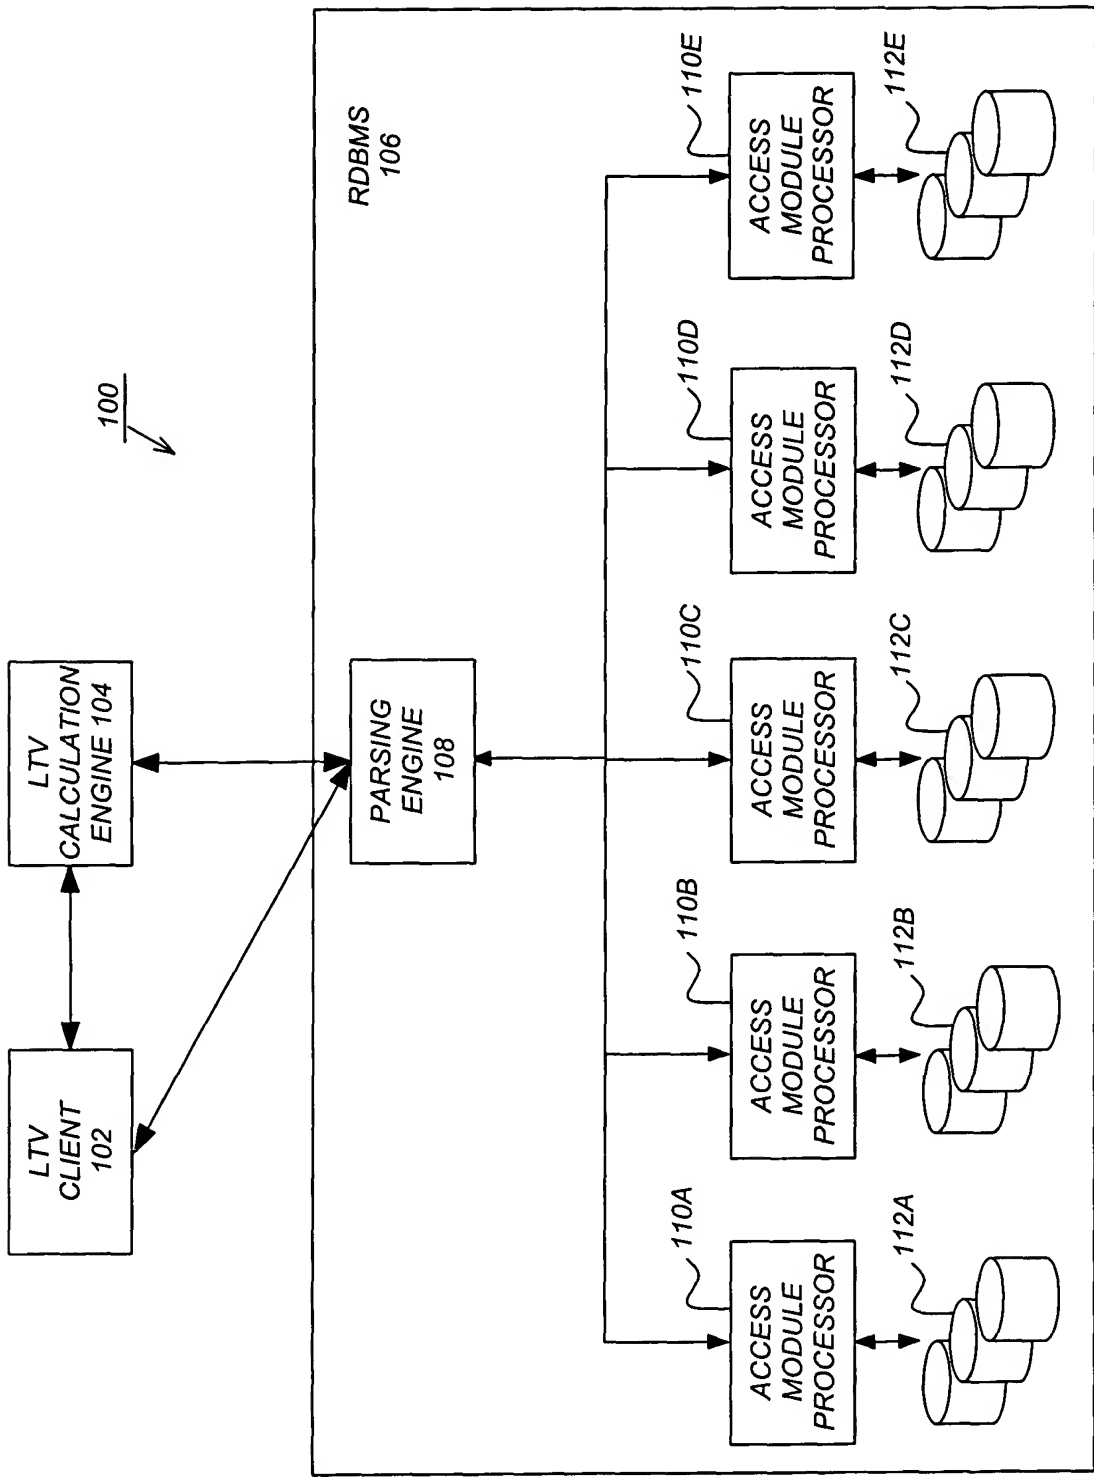 100
LTV
CLIENT
102
LTV
CALCULATION
ENGINE 104
RDBMS
106
PARSING
ENGINE
108
110A
110B
110C
110D
110E
ACCESS
MODULE
PROCESSOR
ACCESS
MODULE
PROCESSOR
ACCESS
MODULE
PROCESSOR
ACCESS
MODULE
PROCESSOR
ACCESS
MODULE
PROCESSOR
112A
112B
112C
112D
112E